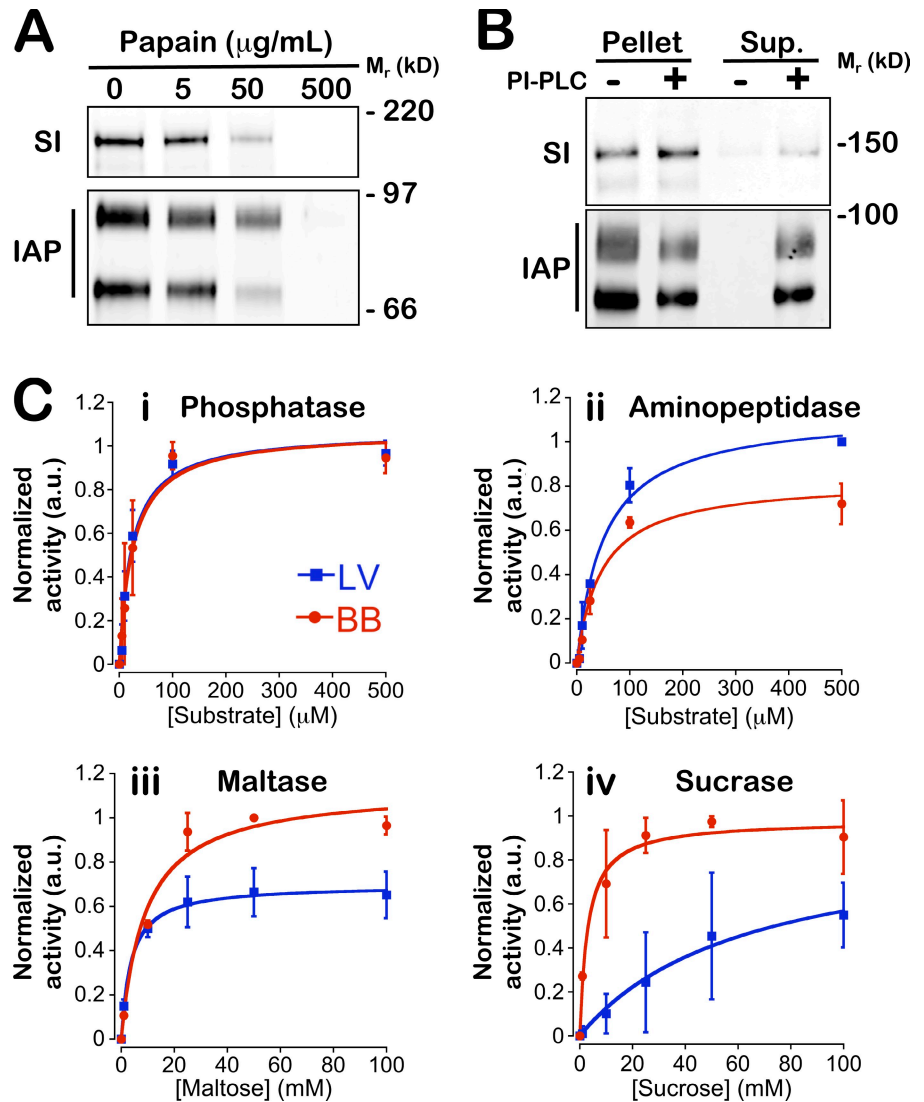 A
Papain (μg/mL)
0 5 50 500
Mr (kD)
SI
IAP
- 220
- 97
- 66
B
Pellet Sup.
PI-PLC - + - +
Mr (kD)
SI
IAP
-150
-100
C
i Phosphatase
Normalized
activity (a.u.)
1.2
1
0.8
0.6
0.4
0.2
0
LV
BB
0 100 200 300 400 500
[Substrate] (μM)
ii Aminopeptidase
Normalized
activity (a.u.)
1.2
1
0.8
0.6
0.4
0.2
0
0 100 200 300 400 500
[Substrate] (μM)
iii Maltase
Normalized
activity (a.u.)
1.2
1
0.8
0.6
0.4
0.2
0
0 20 40 60 80 100
[Maltose] (mM)
iv Sucrase
Normalized
activity (a.u.)
1.2
1
0.8
0.6
0.4
0.2
0
0 20 40 60 80 100
[Sucrose] (mM)